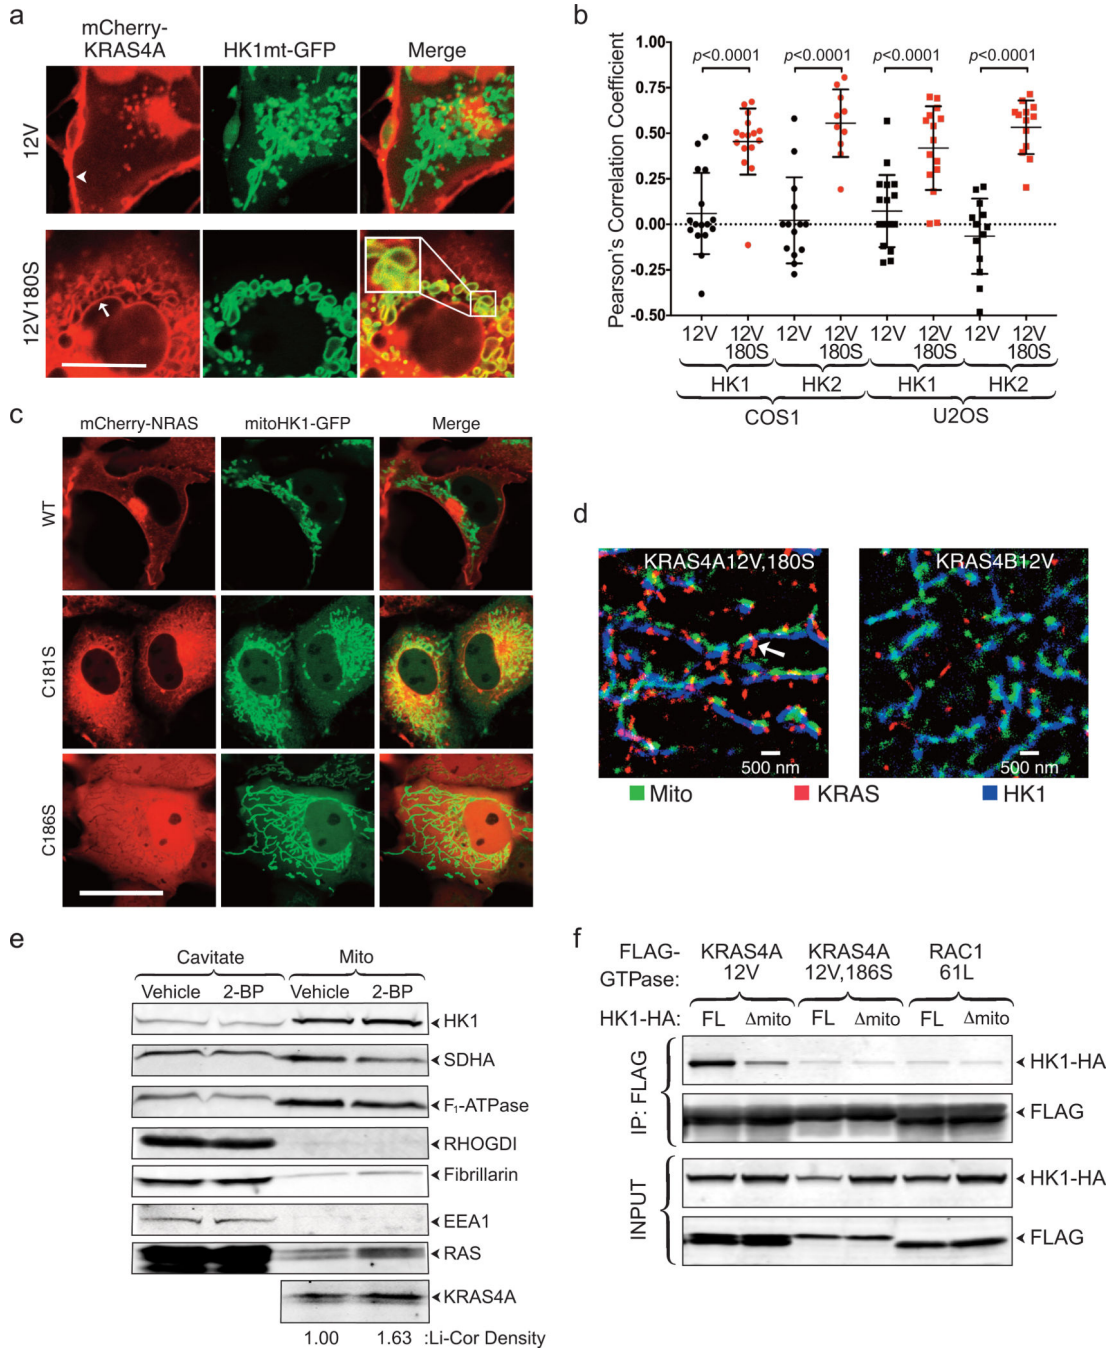 a
mCherry-
KRAS4A
HK1mt-GFP
Merge
12V
12V180S
b
Pearson's Correlation Coefficient
1.00
0.75
0.50
0.25
0.00
-0.25
-0.50
p<0.0001 p<0.0001 p<0.0001 p<0.0001
12V 12V 180S 12V 12V 180S 12V 12V 180S 12V 12V 180S
HK1 HK2 HK1 HK2
COS1 U2OS
c
mCherry-NRAS mitoHK1-GFP Merge
WT
C181S
C186S
d
KRAS4A12V,180S KRAS4B12V
500 nm 500 nm
Mito KRAS HK1
e
Cavitate Mito
Vehicle 2-BP Vehicle 2-BP
HK1
SDHA
F₁-ATPase
RHOGDI
Fibrillarin
EEA1
RAS
KRAS4A
1.00 1.63 :Li-Cor Density
f
FLAG-
GTPase:
KRAS4A
12V
KRAS4A
12V,186S
RAC1
61L
HK1-HA: FL Δmito FL Δmito FL Δmito
IP: FLAG
HK1-HA
FLAG
INPUT
HK1-HA
FLAG